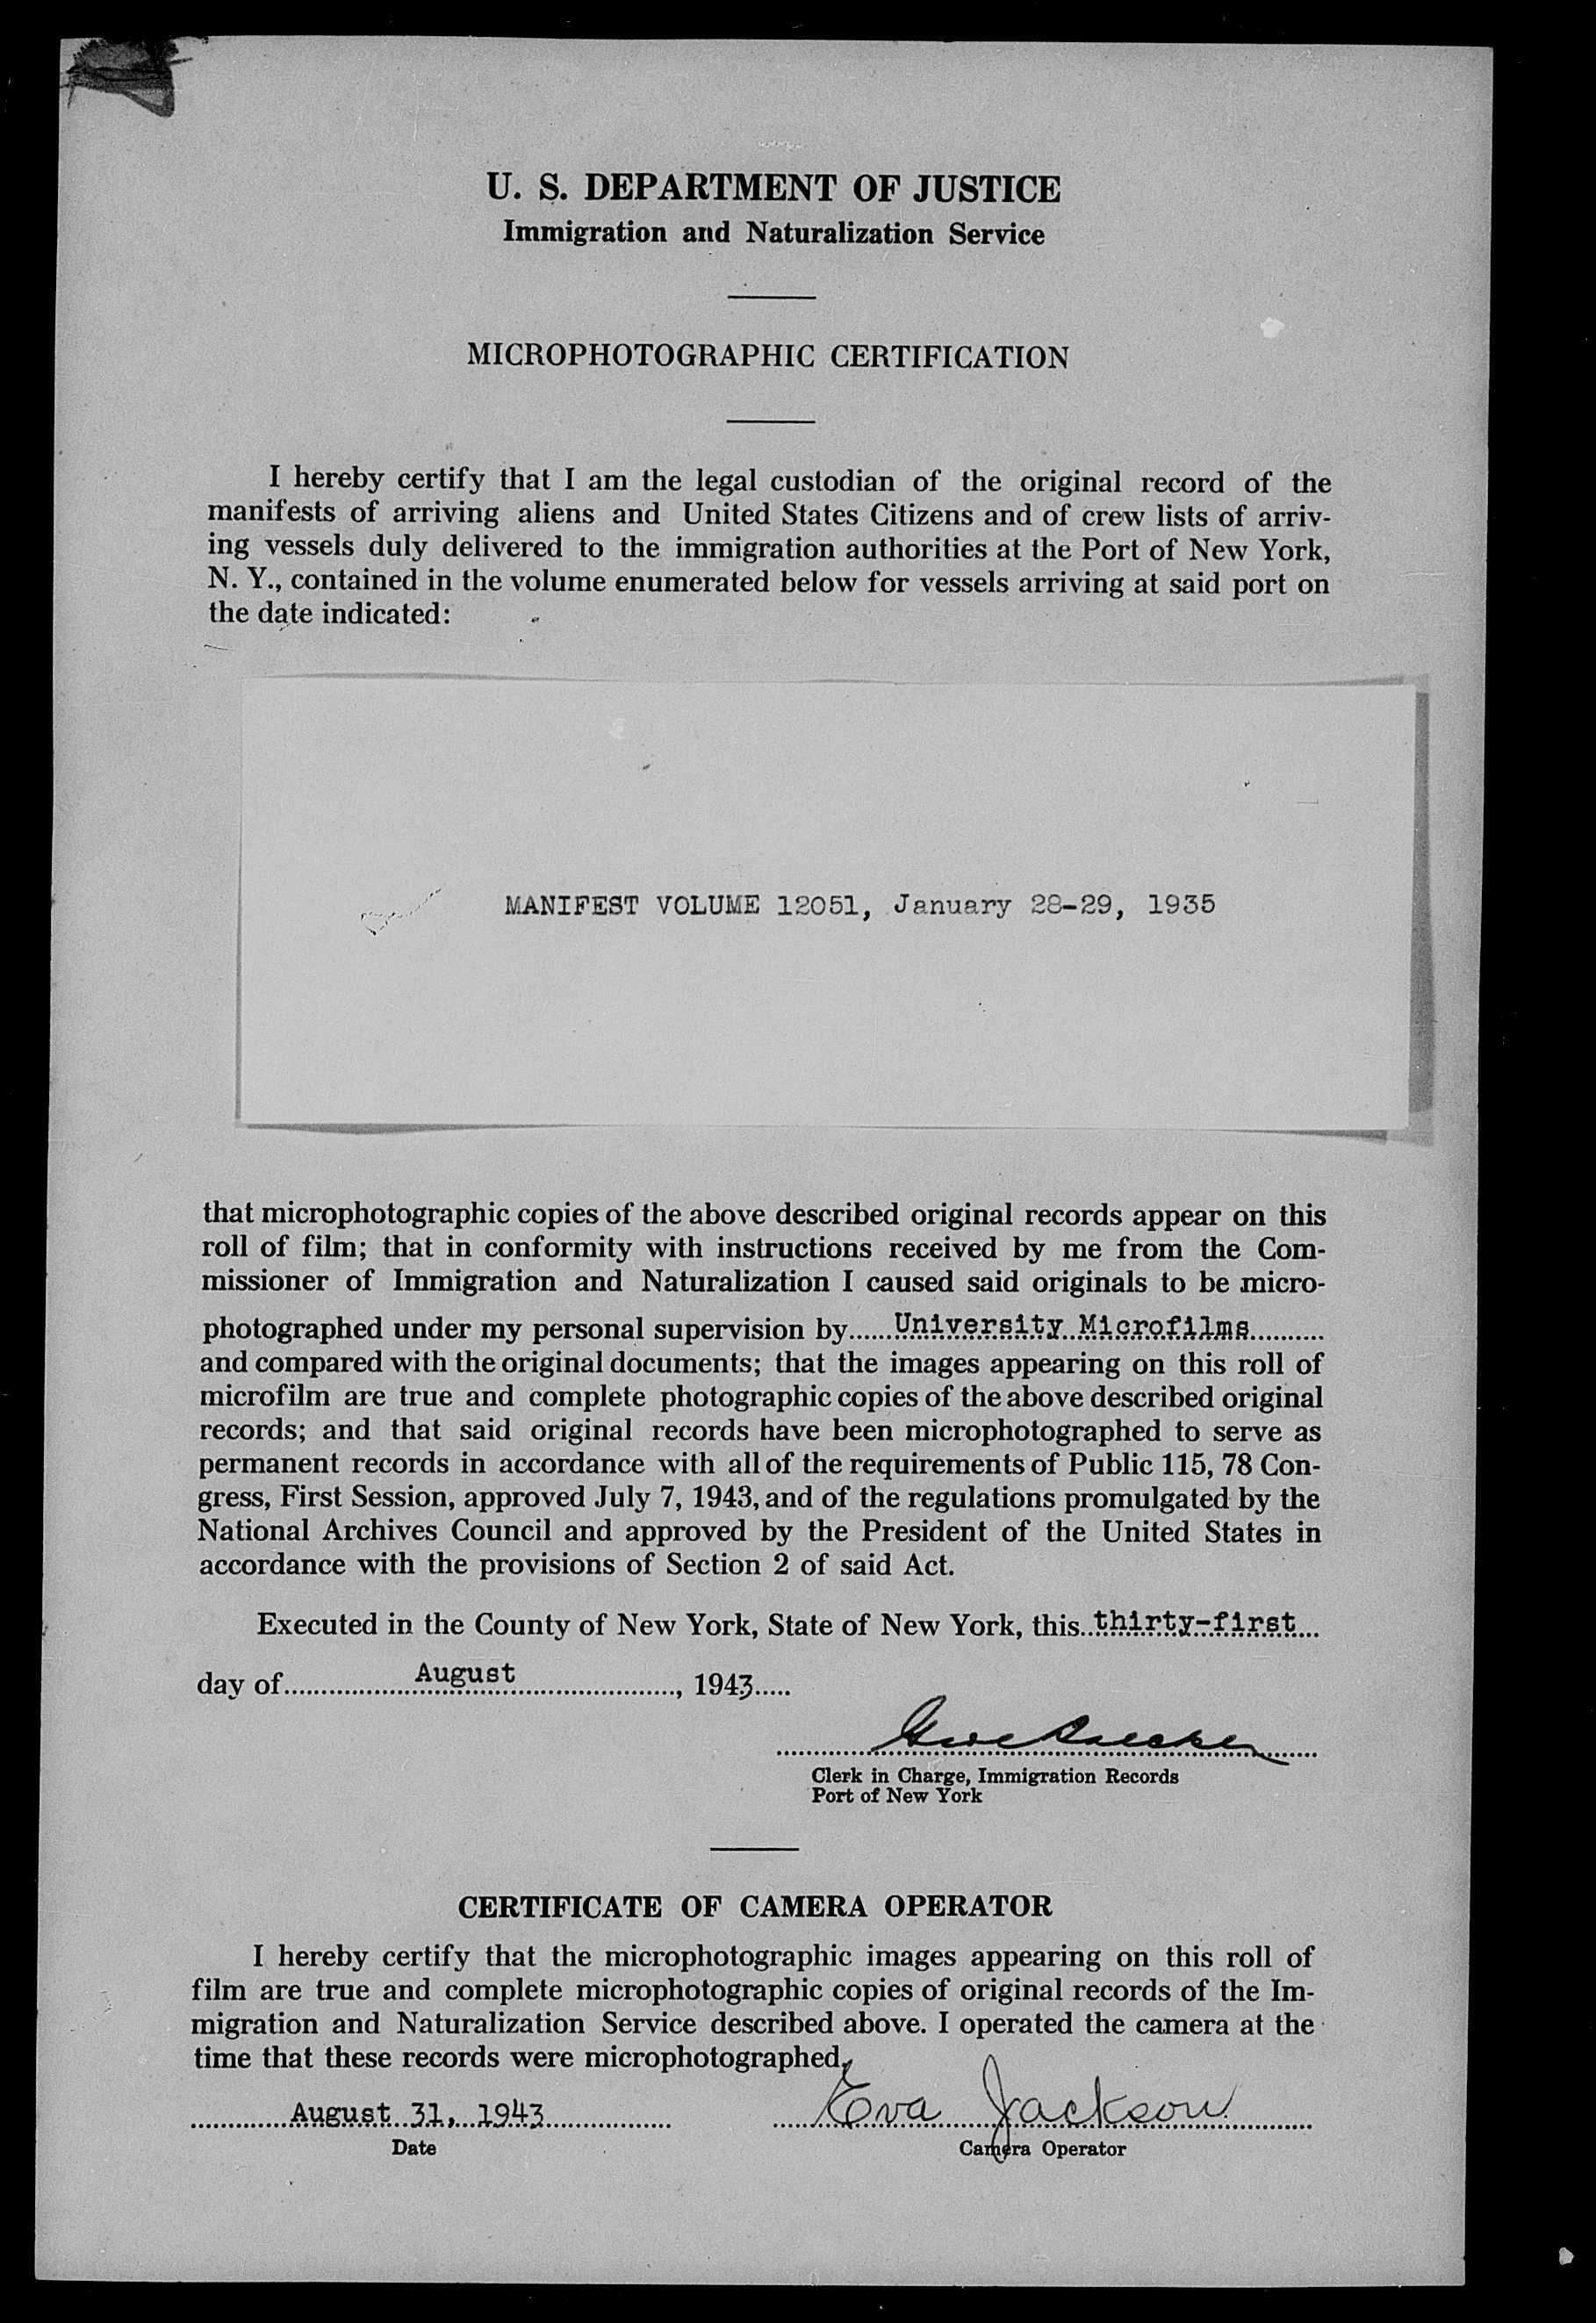 U. S. DEPARTMENT OF JUSTICE
Immigration and Naturalization Service
MICROPHOTOGRAPHIC CERTIFICATION
I hereby certify that I am the legal custodian of the original record of the
manifests of arriving aliens and United States Citizens and of crew lists of arriv-
ing vessels duly delivered to the immigration authorities at the Port of New York,
N. Y., contained in the volume enumerated below for vessels arriving at said port on
the date indicated:
MANIFEST VOLUME 12051, January 28-29, 1935
that microphotographic copies of the above described original records appear on this
roll of film; that in conformity with instructions received by me from the Com-
missioner of Immigration and Naturalization I caused said originals to be micro-
photographed under my personal supervision by......University Microfilms..........
and compared with the original documents; that the images appearing on this roll of
microfilm are true and complete photographic copies of the above described original
records; and that said original records have been microphotographed to serve as
permanent records in accordance with all of the requirements of Public 115, 78 Con-
gress, First Session, approved July 7, 1943, and of the regulations promulgated by the
National Archives Council and approved by the President of the United States in
accordance with the provisions of Section 2 of said Act.
Executed in the County of New York, State of New York, this..thirty-first...
day of..................August......................, 1943.....
Clerk in Charge, Immigration Records
Port of New York
CERTIFICATE OF CAMERA OPERATOR
I hereby certify that the microphotographic images appearing on this roll of
film are true and complete microphotographic copies of original records of the Im-
migration and Naturalization Service described above. I operated the camera at the
time that these records were microphotographed.
August 31, 1943 Eva Jackson
Date Camera Operator